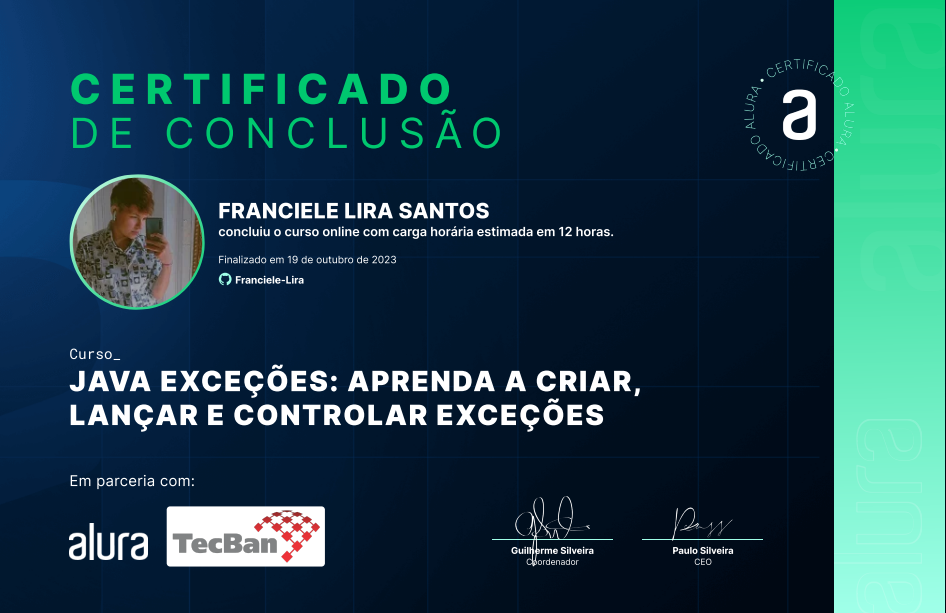 CERTIFICADO
DE CONCLUSÃO
CERTIFICADO ALURA • CERTIFICADO ALURA •
a
FRANCIELE LIRA SANTOS
concluiu o curso online com carga horária estimada em 12 horas.
Finalizado em 19 de outubro de 2023
Franciele-Lira
Curso_
JAVA EXCEÇÕES: APRENDA A CRIAR,
LANÇAR E CONTROLAR EXCEÇÕES
Em parceria com:
alura
TecBan
Guilherme Silveira
Coordenador
Paulo Silveira
CEO
alura
alura